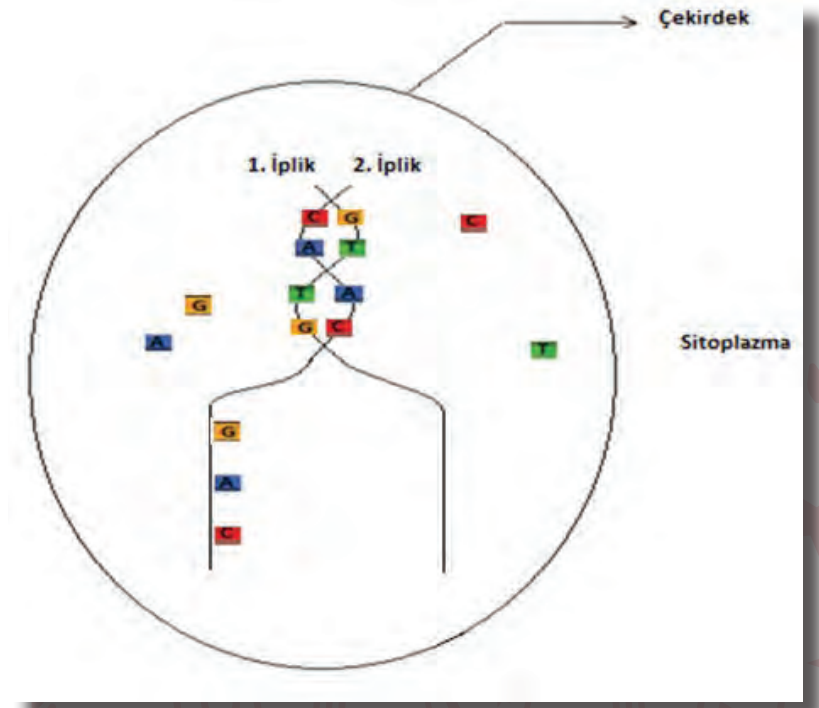 Çekirdek
1. İplik 2. İplik
C G
C
A T
T A
G
G C
A
T
Sitoplazma
G
A
C